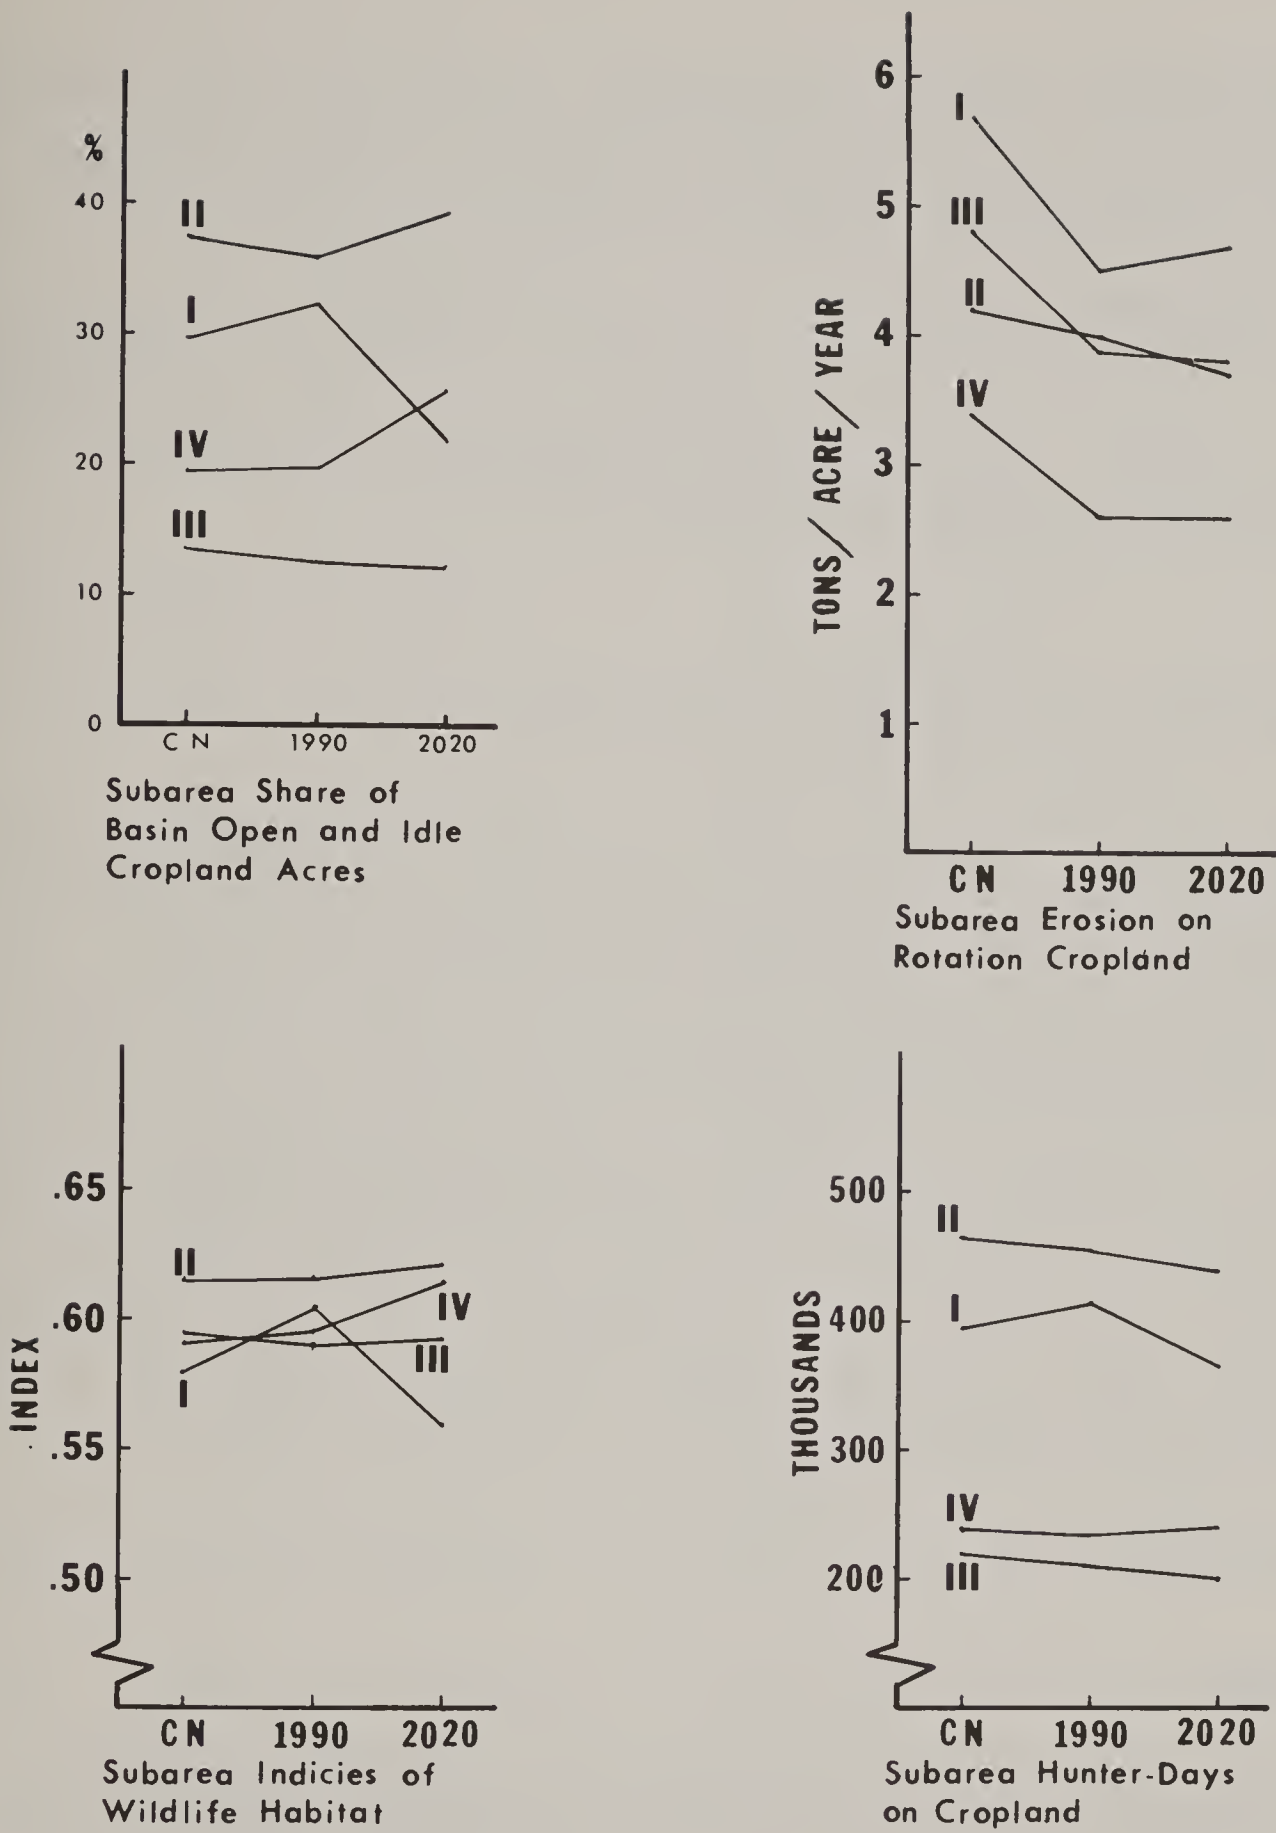 %
40
30
20
10
0
II
I
IV
III
C N 1990 2020
Subarea Share of
Basin Open and Idle
Cropland Acres
TONS / ACRE / YEAR
6
5
4
3
2
1
I
III
II
IV
CN 1990 2020
Subarea Erosion on
Rotation Cropland
INDEX
.65
.60
.55
.50
II
IV
III
I
CN 1990 2020
Subarea Indicies of
Wildlife Habitat
THOUSANDS
500
400
300
200
II
I
IV
III
CN 1990 2020
Subarea Hunter-Days
on Cropland